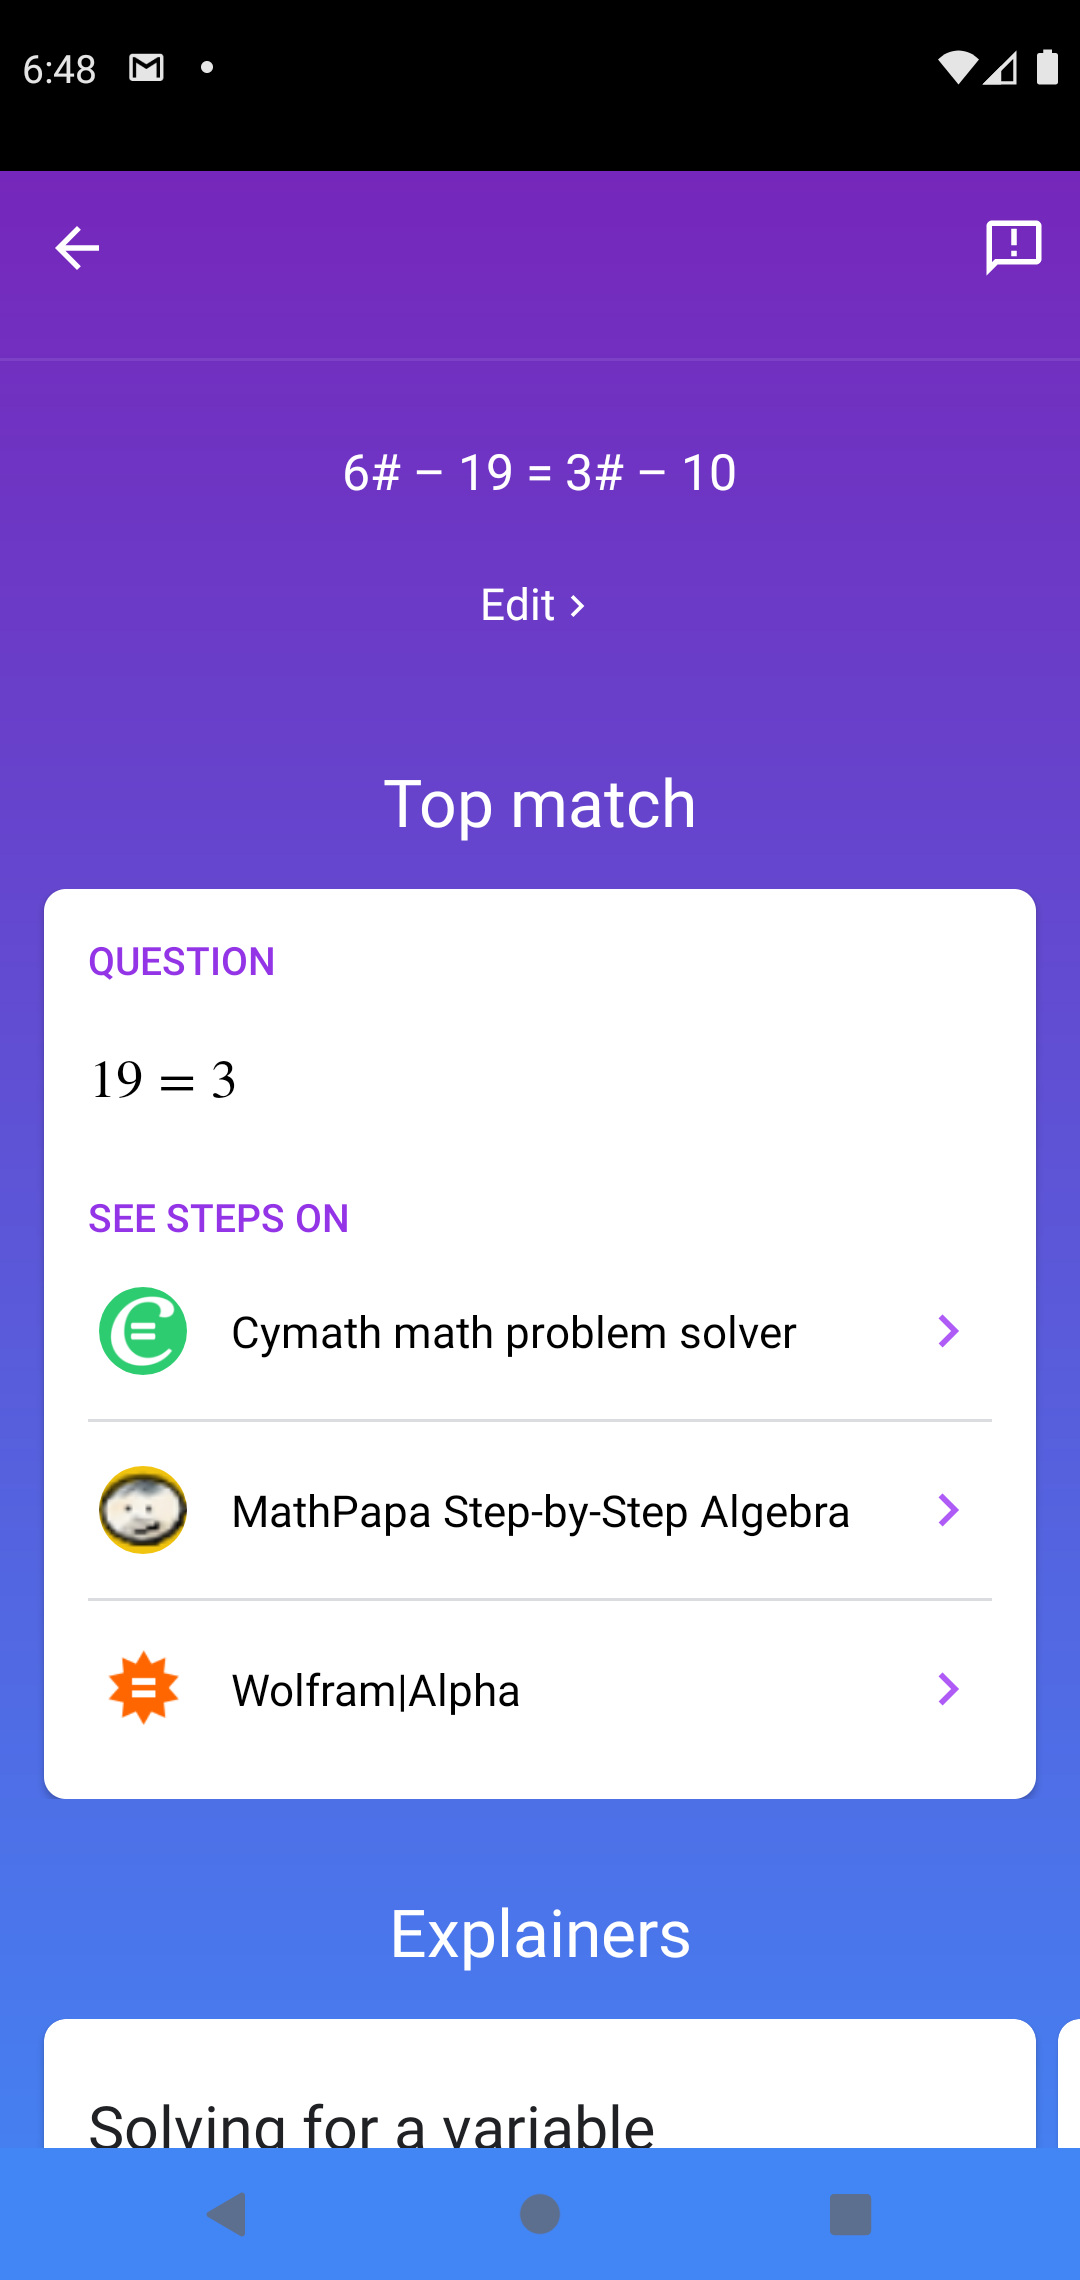 6:48
6# – 19 = 3# – 10
Edit
Top match
QUESTION
19 = 3
SEE STEPS ON
Cymath math problem solver
MathPapa Step-by-Step Algebra
Wolfram|Alpha
Explainers
Solving for a variable